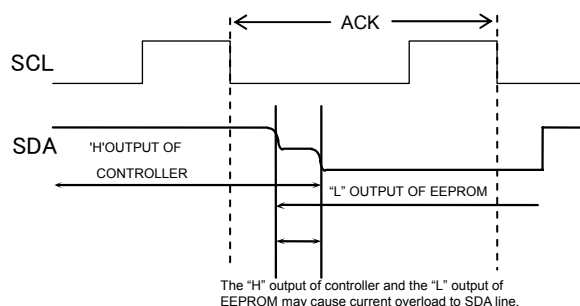 ACK
SCL
SDA
'H'OUTPUT OF
CONTROLLER
“L” OUTPUT OF EEPROM
The “H” output of controller and the “L” output of
EEPROM may cause current overload to SDA line.